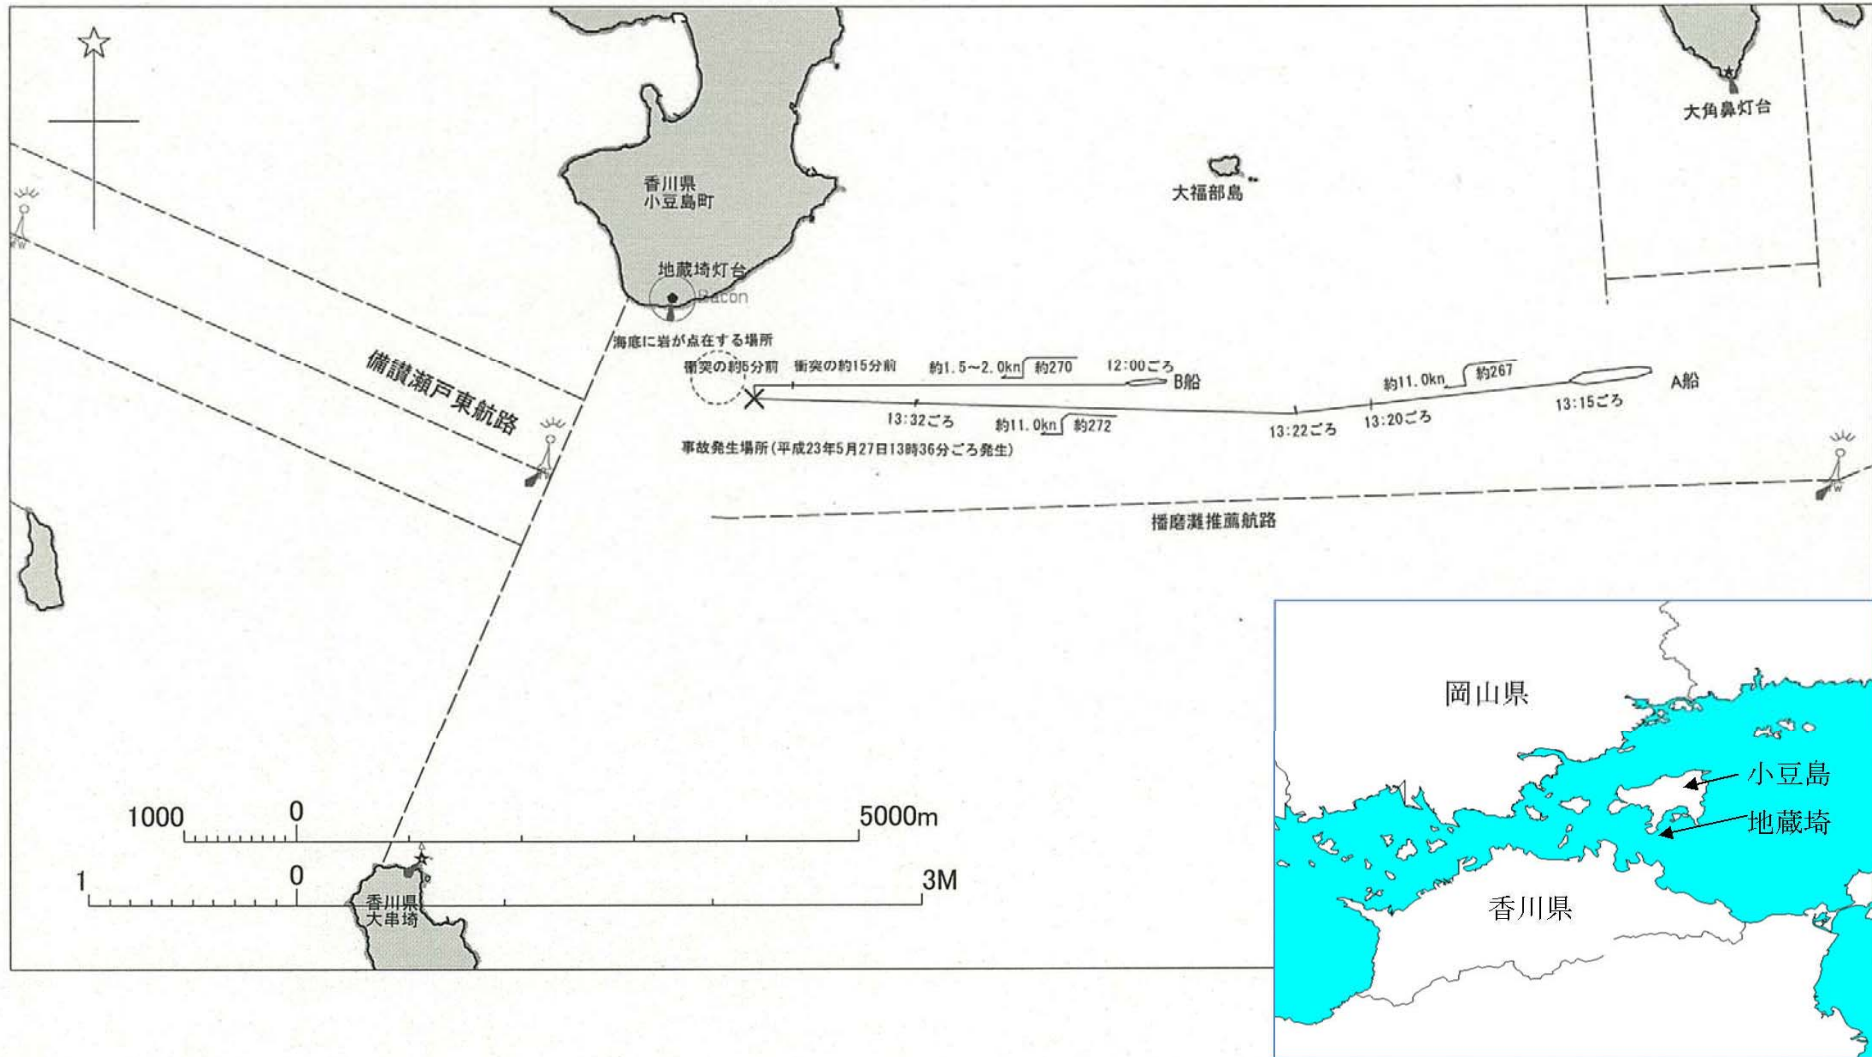 大角鼻灯台
香川県
小豆島町
大福部島
地蔵埼灯台
Bacon
海底に岩が点在する場所
衝突の約5分前
衝突の約15分前
約1.5～2.0kn
約270
12:00ごろ
B船
約11.0kn
約267
A船
13:15ごろ
備讃瀬戸東航路
13:32ごろ
約11.0kn
約272
13:22ごろ
13:20ごろ
事故発生場所(平成23年5月27日13時36分ごろ発生)
播磨灘推薦航路
岡山県
小豆島
地蔵埼
香川県
1000
0
5000m
1
0
3M
香川県
大串埼